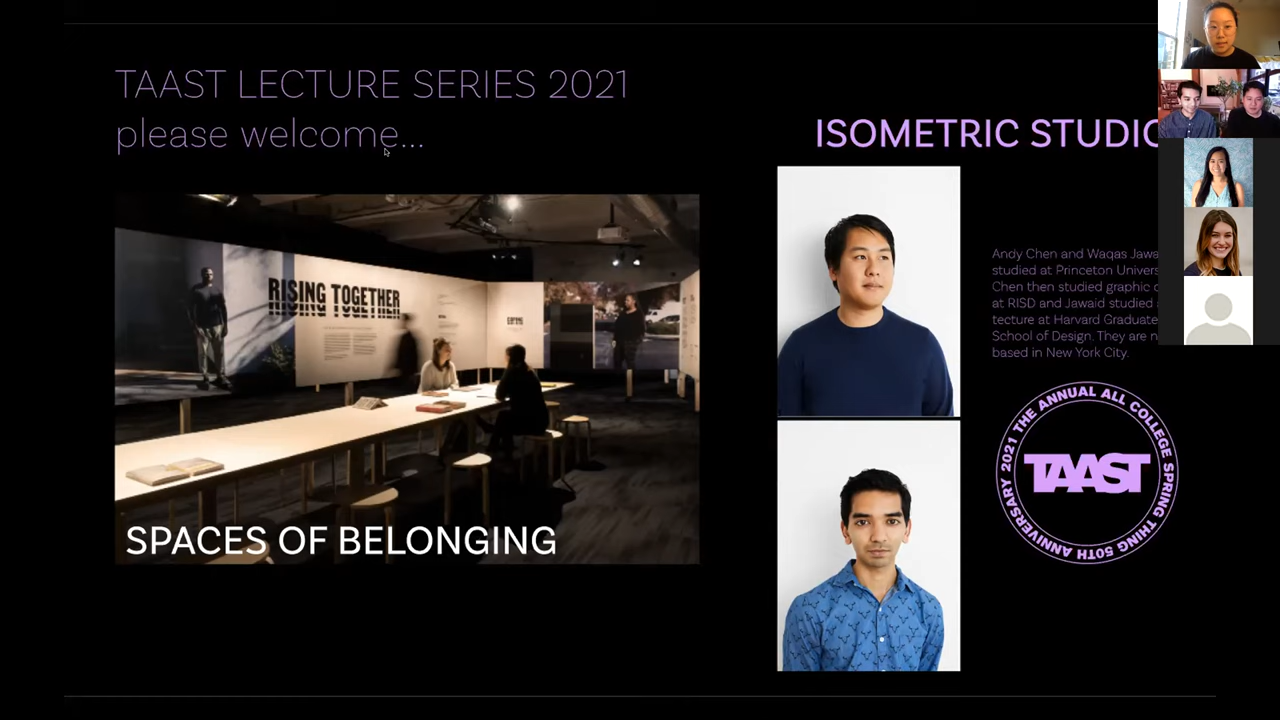 TAAST LECTURE SERIES 2021
please welcome...
RISING TOGETHER
SPACES OF BELONGING
ISOMETRIC STUDIO
Andy Chen and Waqas Jawa
studied at Princeton Univers
Chen then studied graphic
at RISD and Jawaid studied
tecture at Harvard Graduate
School of Design. They are n
based in New York City.
THE ANNUAL ALL COLLEGE SPRING THING 50TH ANNIVERSARY 2021
TAAST